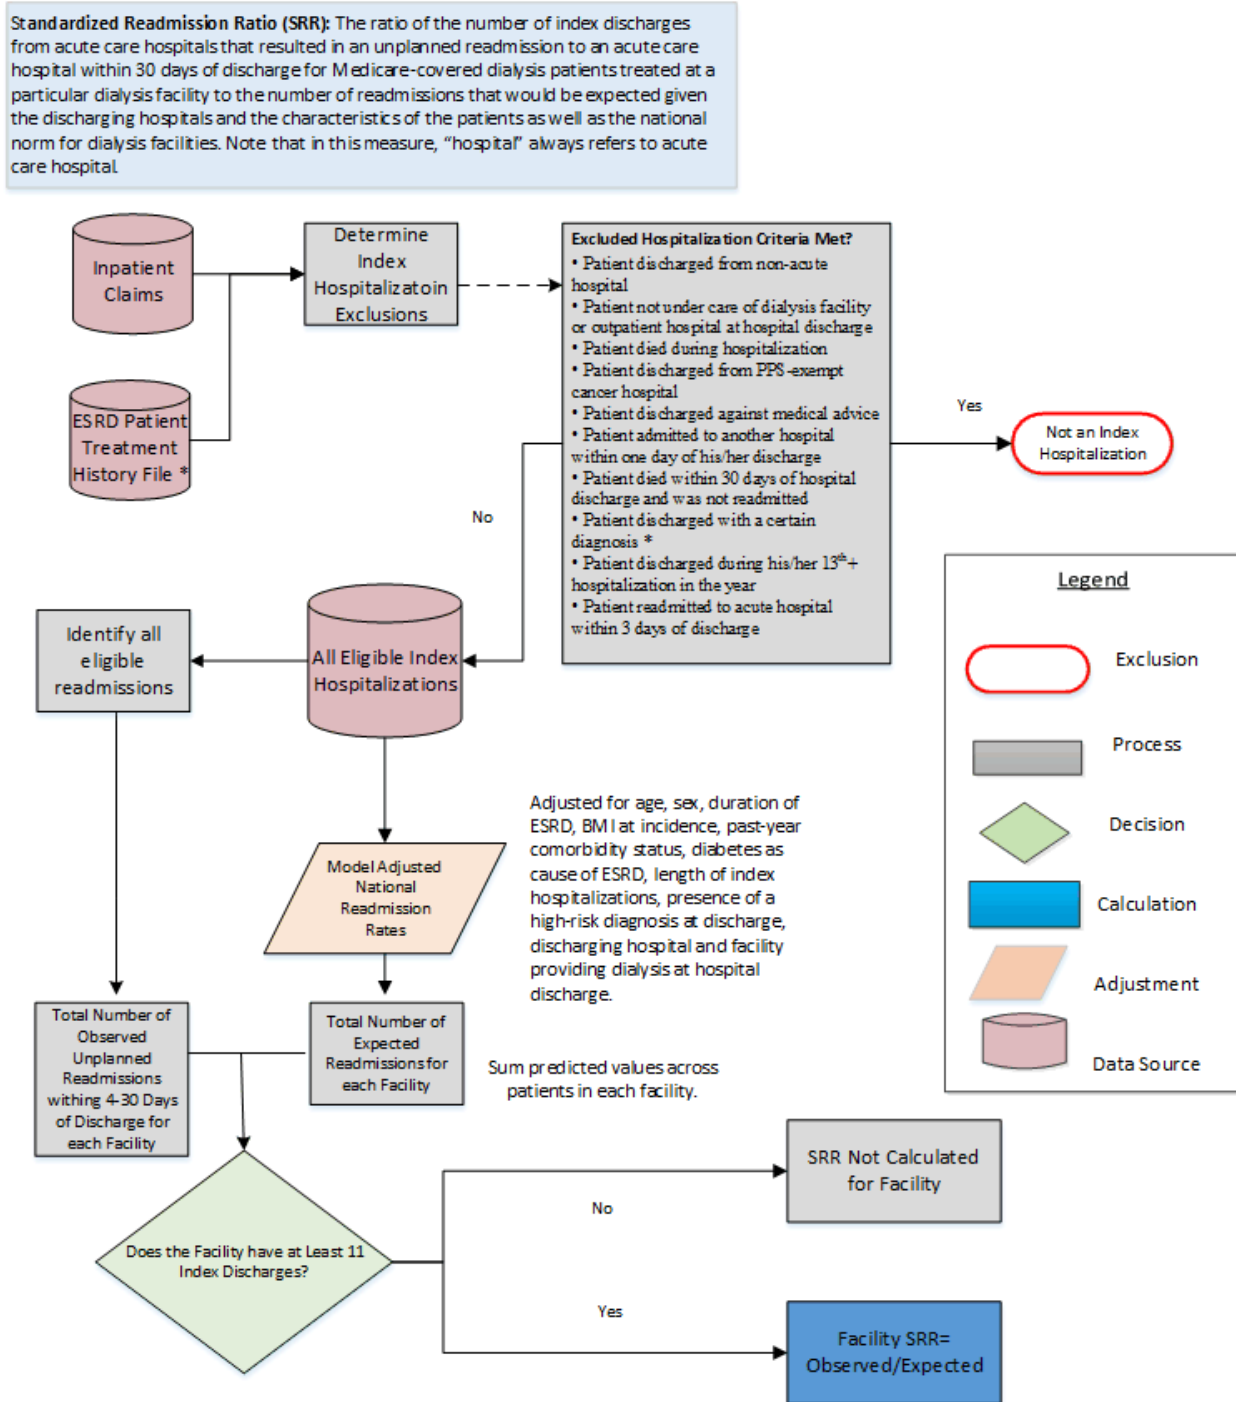 Standardized Readmission Ratio (SRR): The ratio of the number of index discharges
from acute care hospitals that resulted in an unplanned readmission to an acute care
hospital within 30 days of discharge for Medicare-covered dialysis patients treated at a
particular dialysis facility to the number of readmissions that would be expected given
the discharging hospitals and the characteristics of the patients as well as the national
norm for dialysis facilities. Note that in this measure, “hospital” always refers to acute
care hospital.
Inpatient
Claims
ESRD Patient
Treatment
History File *
Determine
Index
Hospitalizatoin
Exclusions
Excluded Hospitalization Criteria Met?
• Patient discharged from non-acute
hospital
• Patient not under care of dialysis facility
or outpatient hospital at hospital discharge
• Patient died during hospitalization
• Patient discharged from PPS-exempt
cancer hospital
• Patient discharged against medical advice
• Patient admitted to another hospital
within one day of his/her discharge
• Patient died within 30 days of hospital
discharge and was not readmitted
• Patient discharged with a certain
diagnosis *
• Patient discharged during his/her 13th+
hospitalization in the year
• Patient readmitted to acute hospital
within 3 days of discharge
Yes
Not an Index
Hospitalization
No
All Eligible Index
Hospitalizations
Identify all
eligible
readmissions
Model Adjusted
National
Readmission
Rates
Adjusted for age, sex, duration of
ESRD, BMI at incidence, past-year
comorbidity status, diabetes as
cause of ESRD, length of index
hospitalizations, presence of a
high-risk diagnosis at discharge,
discharging hospital and facility
providing dialysis at hospital
discharge.
Total Number of
Observed
Unplanned
Readmissions
withing 4-30 Days
of Discharge for
each Facility
Total Number of
Expected
Readmissions for
each Facility
Sum predicted values across
patients in each facility.
Does the Facility have at Least 11
Index Discharges?
No
SRR Not Calculated
for Facility
Yes
Facility SRR=
Observed/Expected
Legend
Exclusion
Process
Decision
Calculation
Adjustment
Data Source